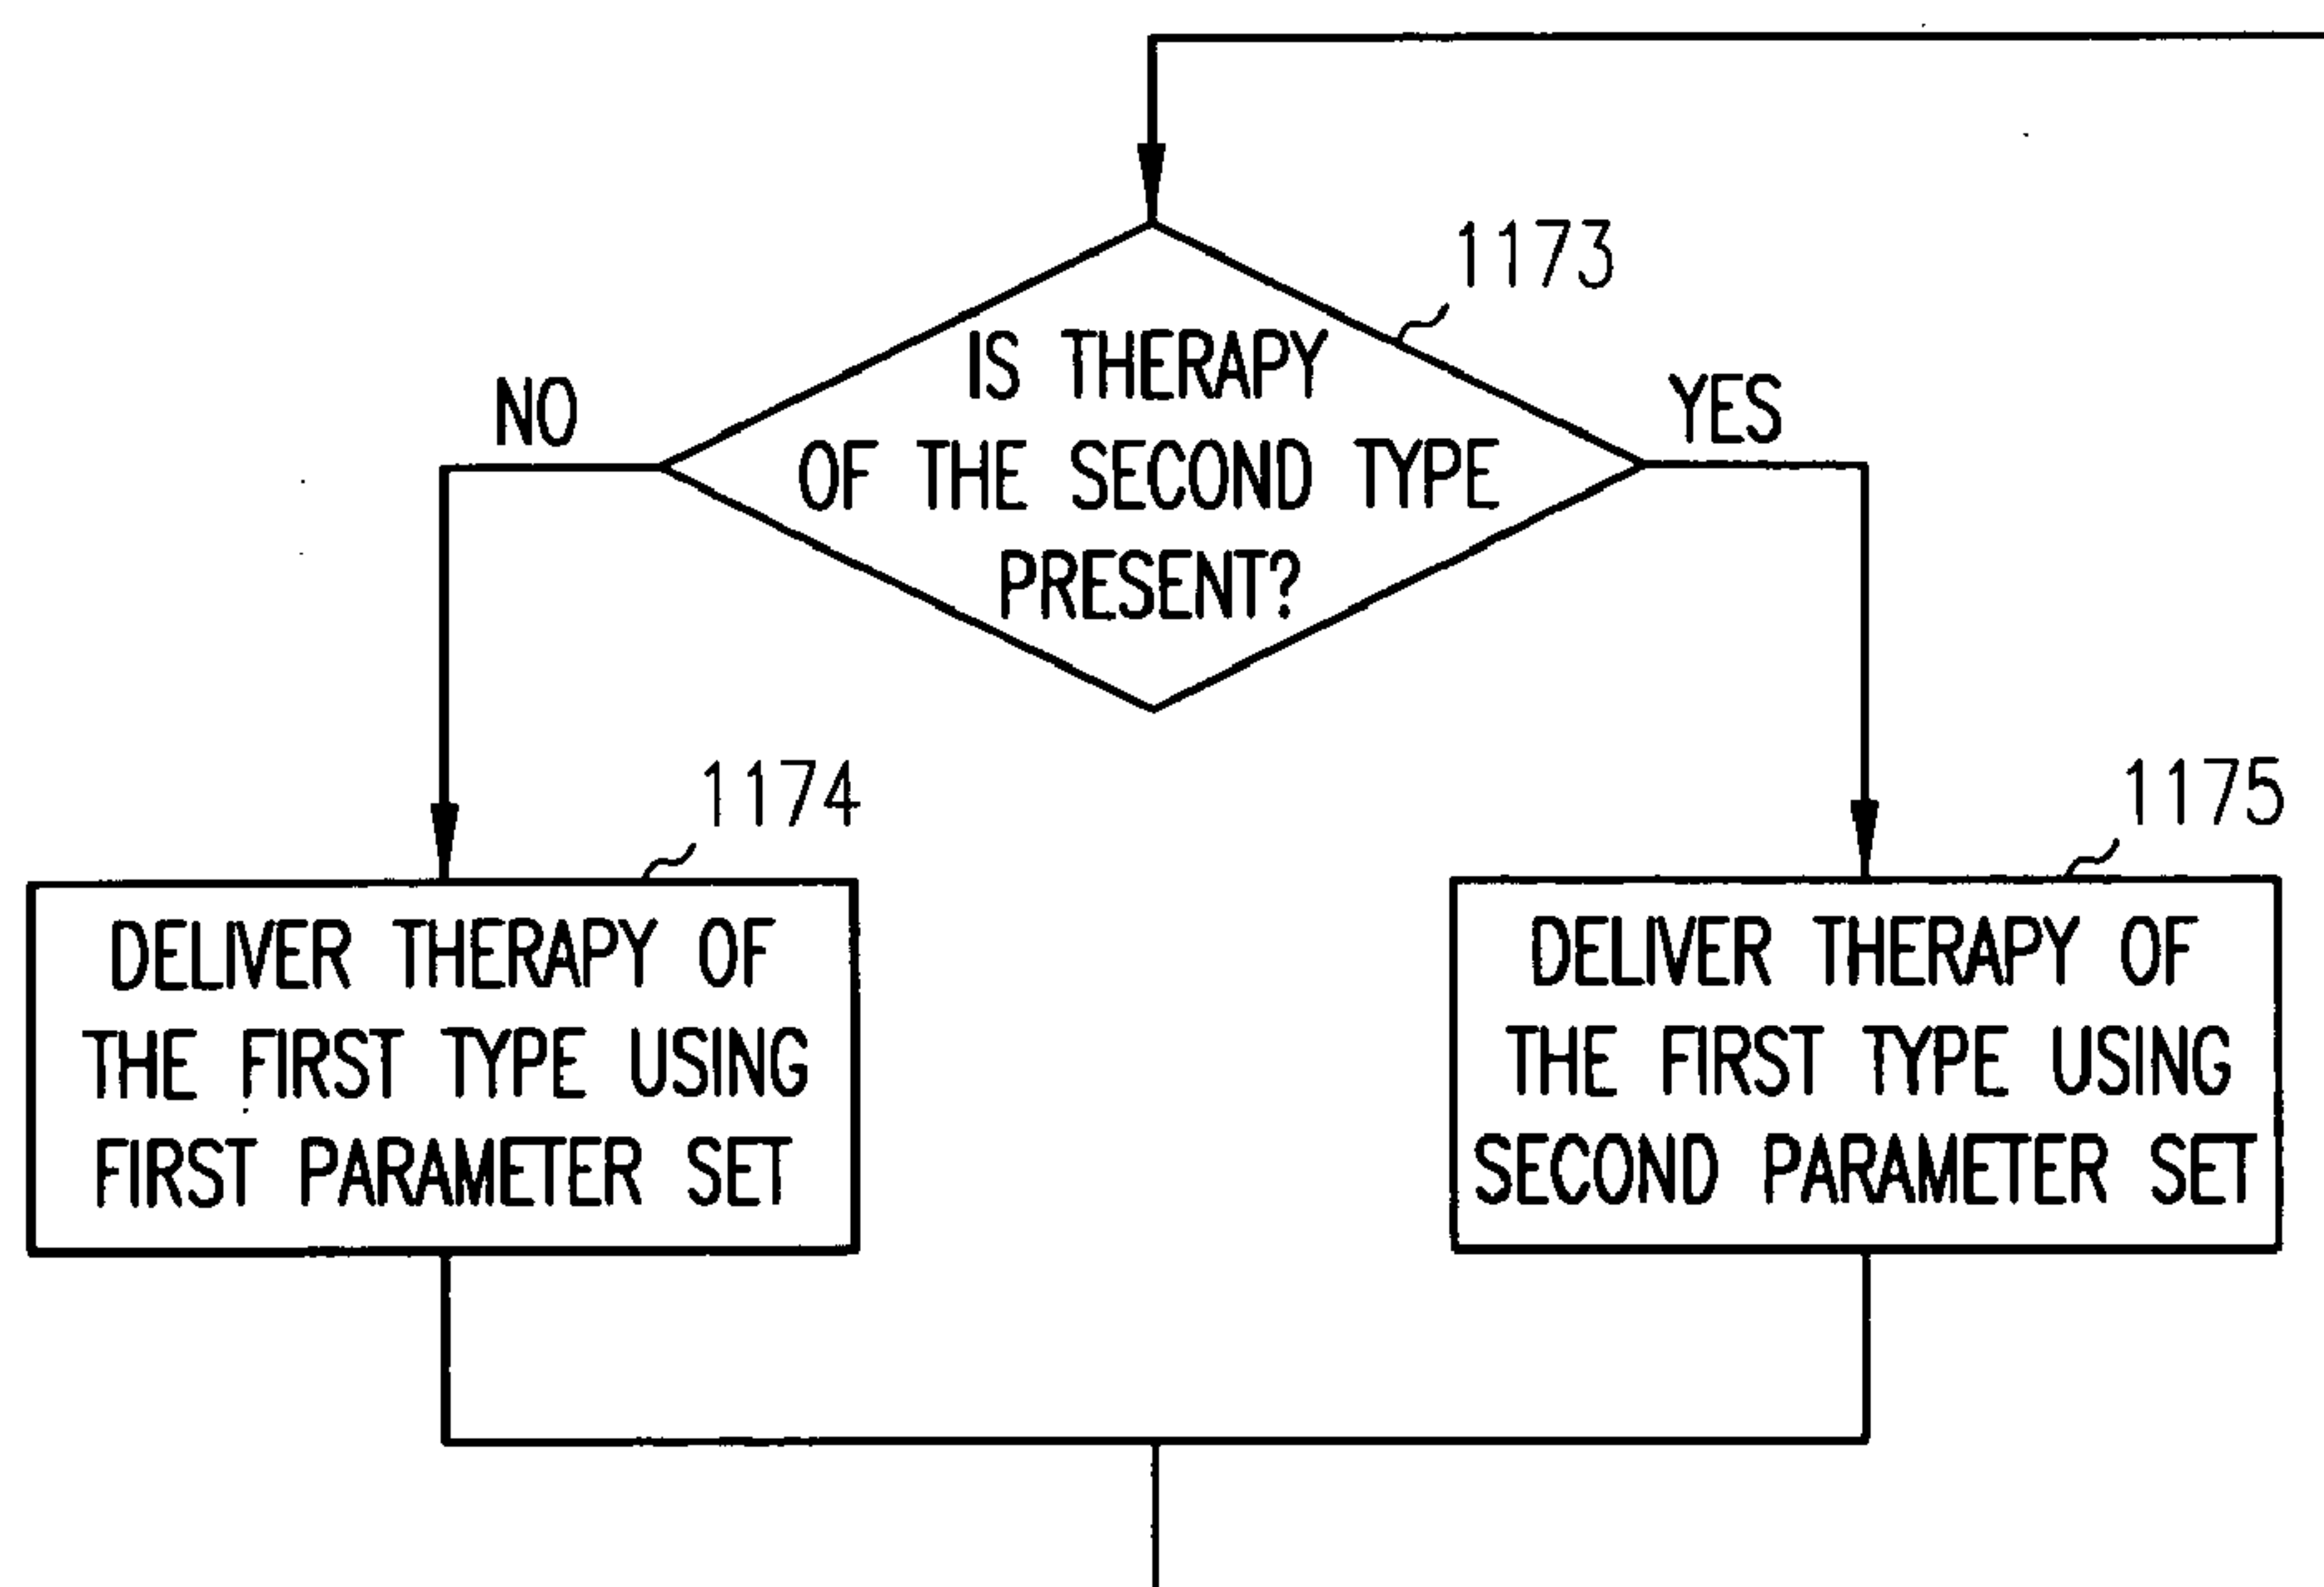 1173
IS THERAPY
OF THE SECOND TYPE
PRESENT?
NO
YES
1174
DELIVER THERAPY OF
THE FIRST TYPE USING
FIRST PARAMETER SET
1175
DELIVER THERAPY OF
THE FIRST TYPE USING
SECOND PARAMETER SET